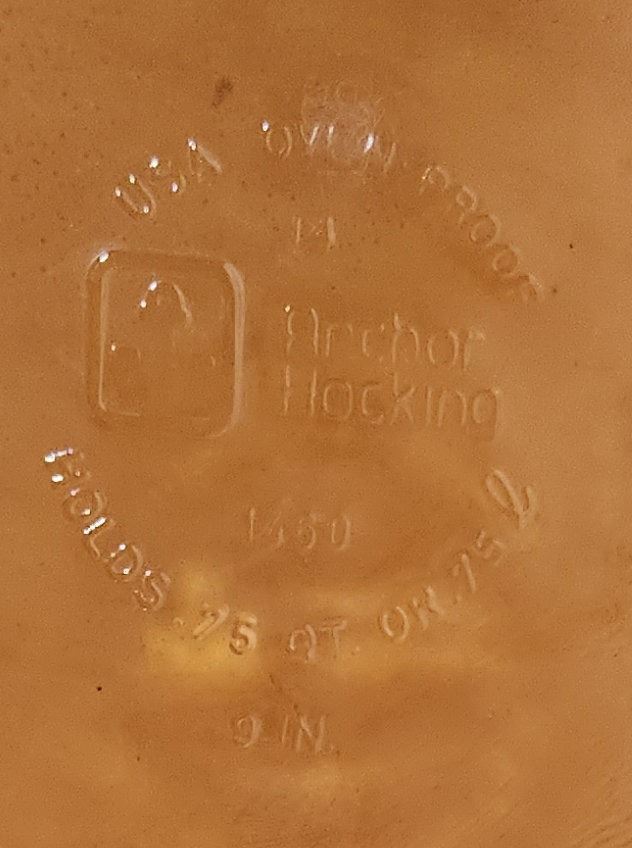 USA OVEN PROOF
14
Anchor
Hocking
1460
HOLDS .75 QT. OR .75 l
9 IN.